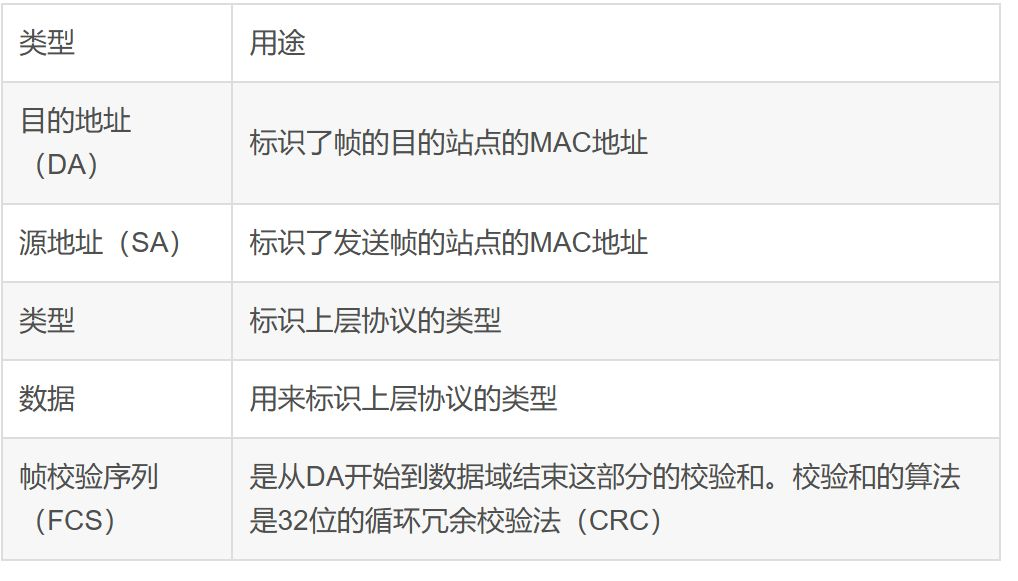 类型
用途
目的地址
（DA）
标识了帧的目的站点的MAC地址
源地址（SA）
标识了发送帧的站点的MAC地址
类型
标识上层协议的类型
数据
用来标识上层协议的类型
帧校验序列
（FCS）
是从DA开始到数据域结束这部分的校验和。校验和的算法
是32位的循环冗余校验法（CRC）